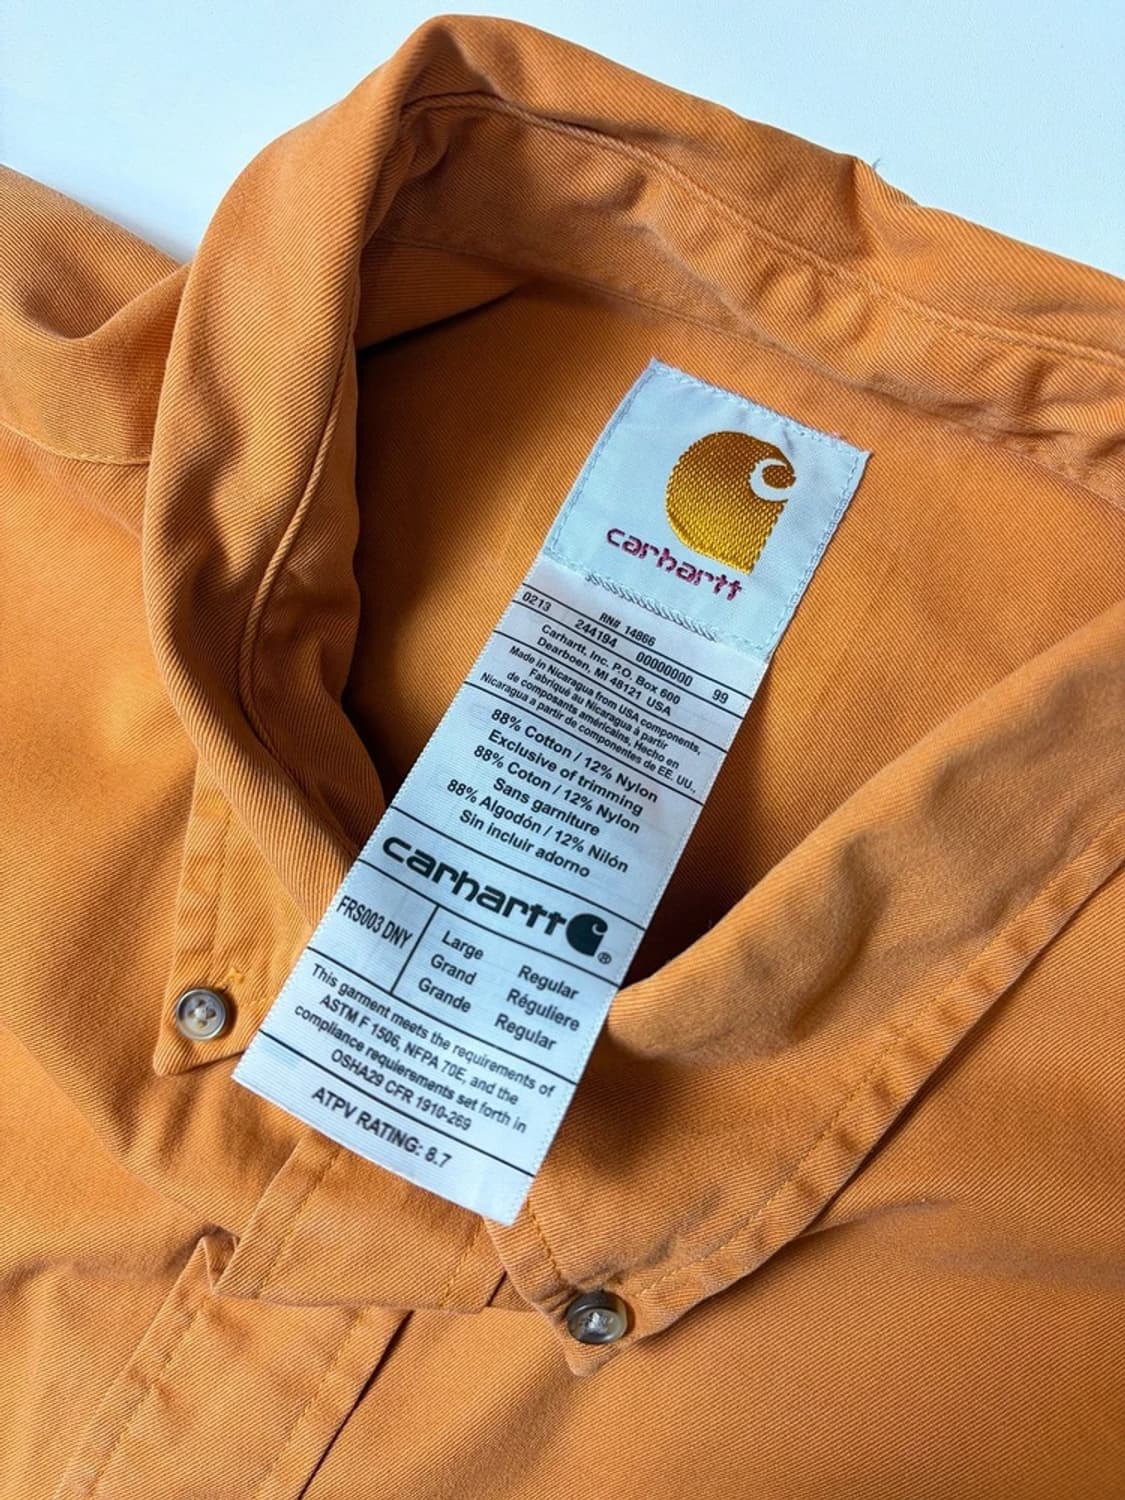 carhartt
RN# 14866
0213 244194 00000000 99
Carhartt, Inc. P.O. Box 600
Dearboen, MI 48121 USA
Made in Nicaragua from USA components,
Fabriqué au Nicaragua à partir
de composants américains, Hecho en
Nicaragua a partir de componentes de EE. UU.,
88% Cotton / 12% Nylon
Exclusive of trimming
88% Coton / 12% Nylon
Sans garniture
88% Algodón / 12% Nilón
Sin incluir adorno
carhartt ®
FRS003 DNY
Large Regular
Grand Réguliere
Grande Regular
This garment meets the requirements of
ASTM F 1506, NFPA 70E, and the
compliance requierements set forth in
OSHA29 CFR 1910-269
ATPV RATING: 8.7